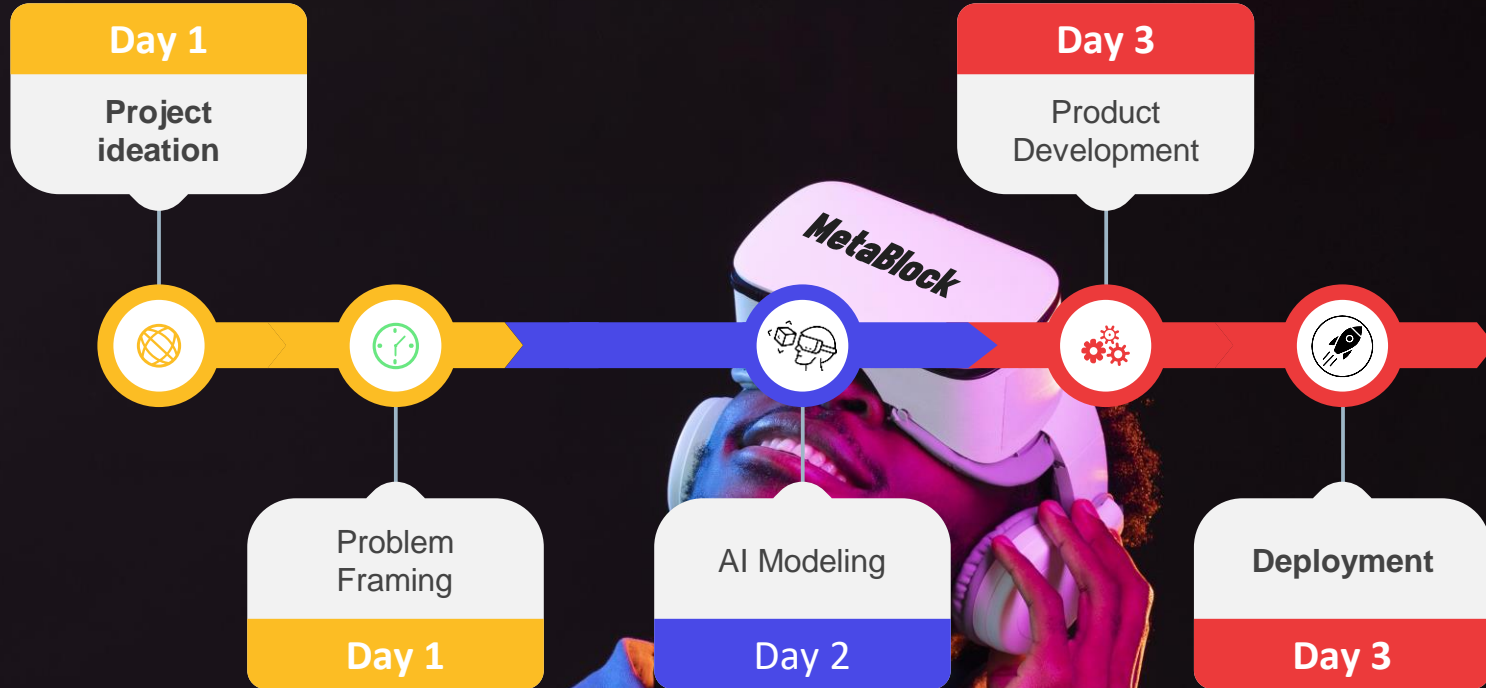 Day 1
Project
ideation
Day 3
Product
Development
MetaBlock
Problem
Framing
Day 1
AI Modeling
Day 2
Deployment
Day 3